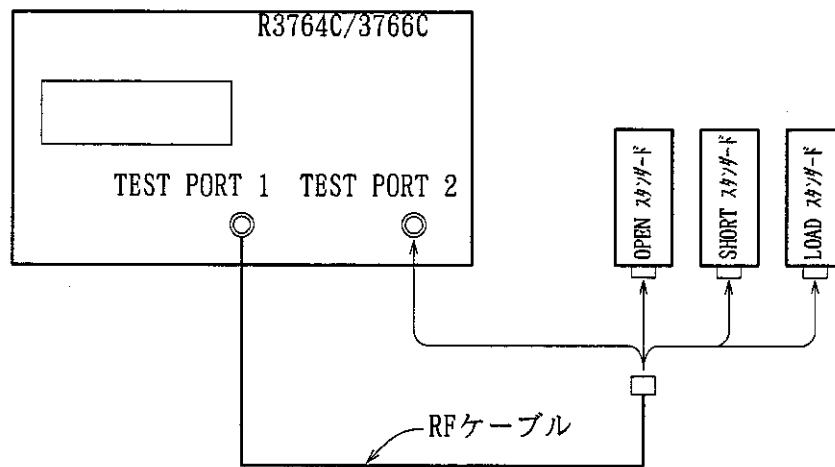 R3764C/3766C
TEST PORT 1
TEST PORT 2
OPEN スタンダード
SHORT スタンダード
LOAD スタンダード
RFケーブル